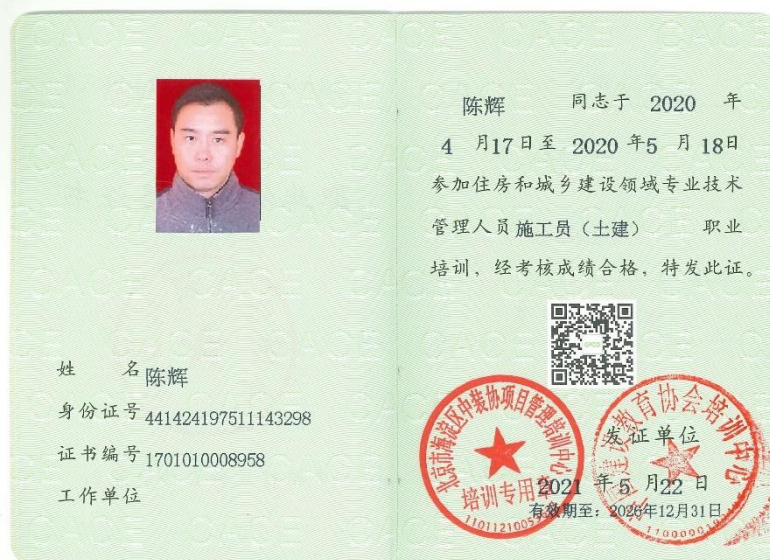 姓 名 陈辉
身份证号 441424197511143298
证书编号 1701010008958
工作单位
陈辉 同志于 2020 年
4 月 17 日至 2020 年 5 月 18 日
参加住房和城乡建设领域专业技术
管理人员 施工员（土建） 职业
培训，经考核成绩合格，特发此证。
北京市海淀区中装协项目管理培训中心
培训专用章
建设教育协会培训中心
发证单位
2021 年 5 月 22 日
有效期至：2026年12月31日
CACE